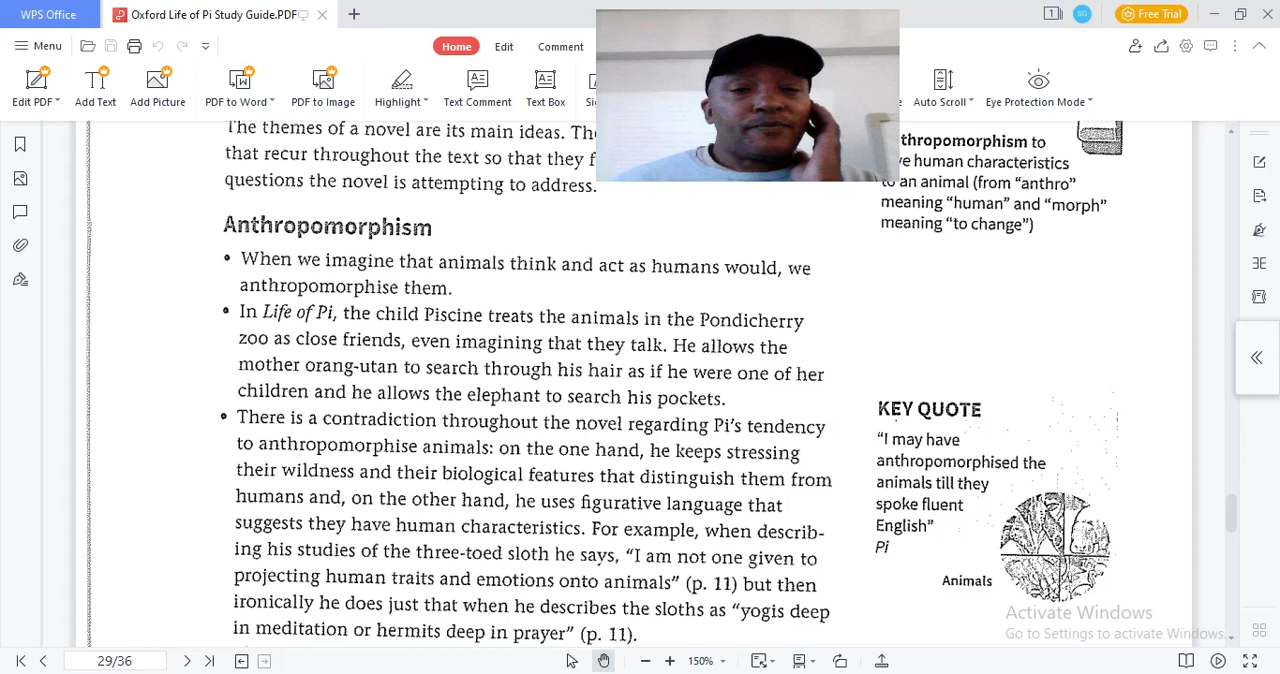 WPS Office
Oxford Life of Pi Study Guide.PDF
1
SG
Free Trial
Menu
Home
Edit
Comment
Edit PDF
Add Text
Add Picture
PDF to Word
PDF to Image
Highlight
Text Comment
Text Box
Auto Scroll
Eye Protection Mode
The themes of a novel are its main ideas.
that recur throughout the text so that they
questions the novel is attempting to address.
Anthropomorphism
• When we imagine that animals think and act as humans would, we
anthropomorphise them.
• In Life of Pi, the child Piscine treats the animals in the Pondicherry
zoo as close friends, even imagining that they talk. He allows the
mother orang-utan to search through his hair as if he were one of her
children and he allows the elephant to search his pockets.
• There is a contradiction throughout the novel regarding Pi's tendency
to anthropomorphise animals: on the one hand, he keeps stressing
their wildness and their biological features that distinguish them from
humans and, on the other hand, he uses figurative language that
suggests they have human characteristics. For example, when describ-
ing his studies of the three-toed sloth he says, "I am not one given to
projecting human traits and emotions onto animals" (p. 11) but then
ironically he does just that when he describes the sloths as "yogis deep
in meditation or hermits deep in prayer" (p. 11).
thropomorphism to
human characteristics
to an animal (from "anthro"
meaning "human" and "morph"
meaning "to change")
KEY QUOTE
"I may have
anthropomorphised the
animals till they
spoke fluent
English"
Pi
Animals
Activate Windows
Go to Settings to activate Windows.
29/36
150%